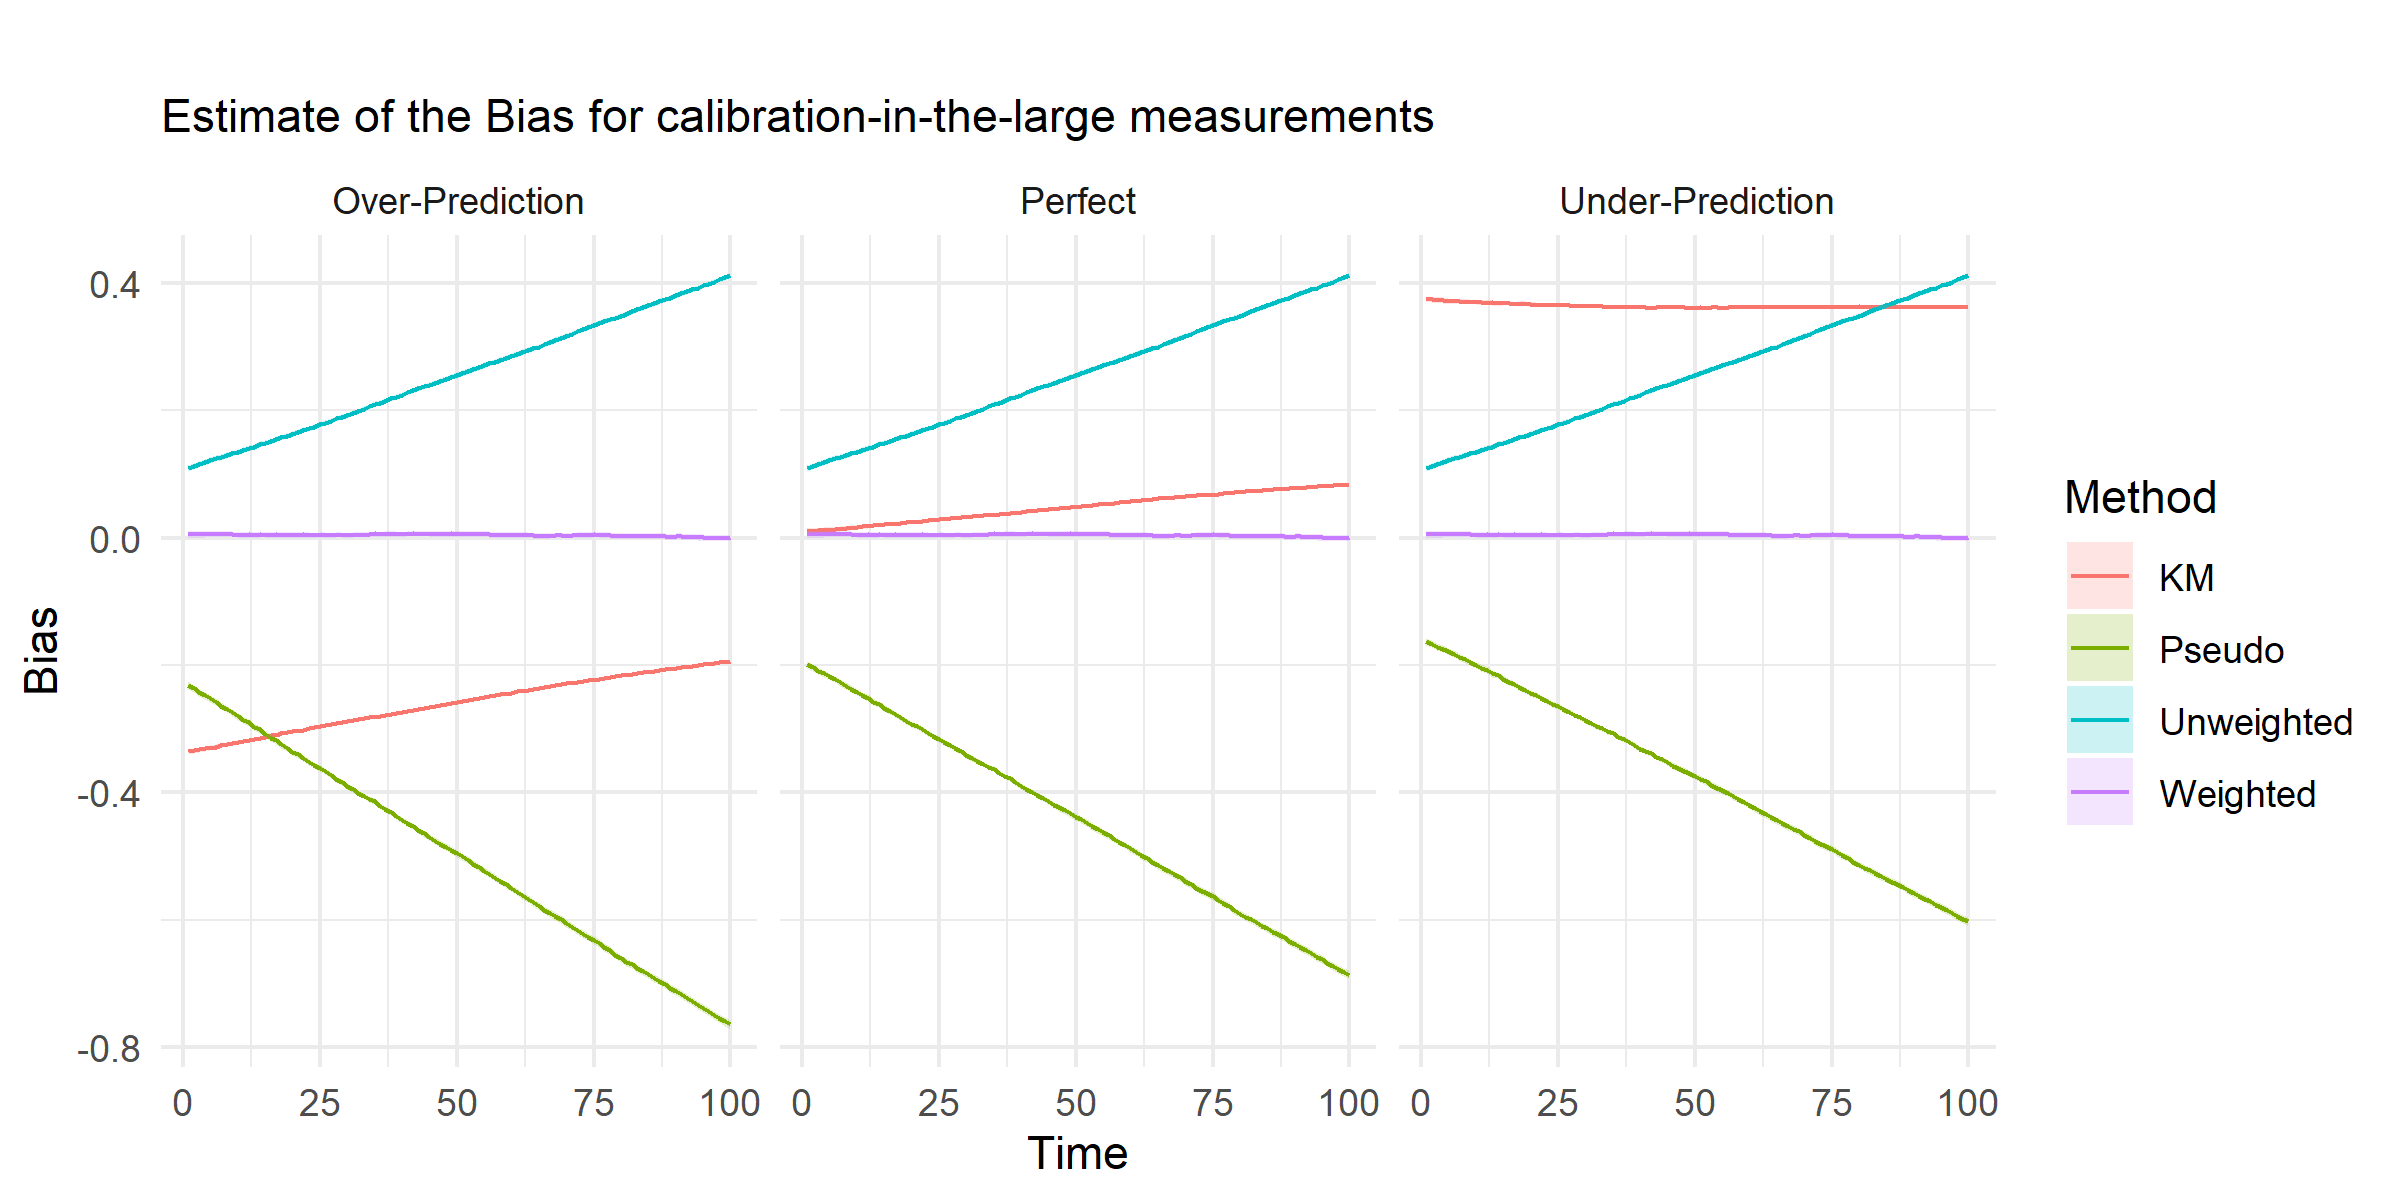 Estimate of the Bias for calibration-in-the-large measurements
Over-Prediction Perfect Under-Prediction
0.4
0.0
-0.4
-0.8
Bias
0 25 50 75 100 0 25 50 75 100 0 25 50 75 100
Time
Method
KM
Pseudo
Unweighted
Weighted